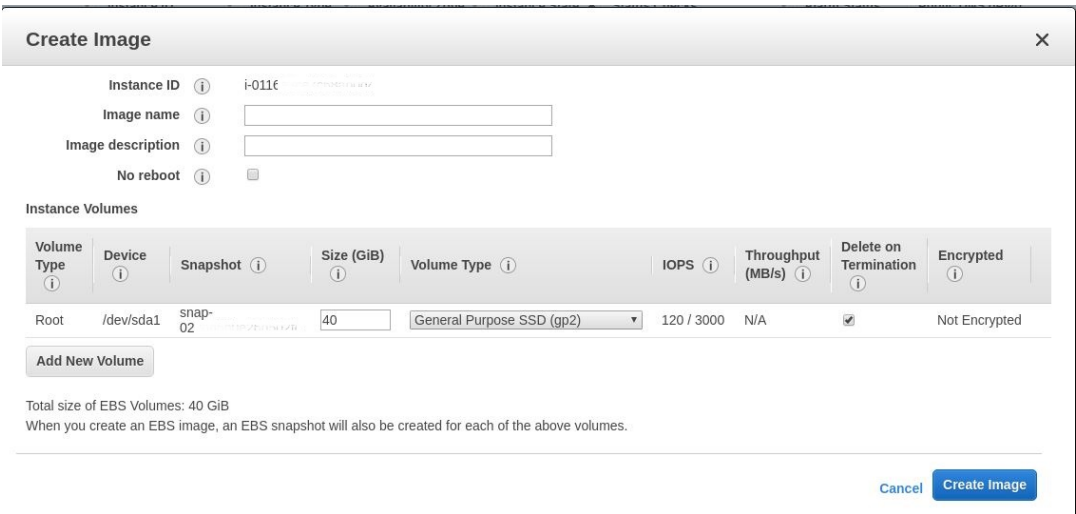 Create Image
Instance ID i-0116
Image name
Image description
No reboot
Instance Volumes
Volume Type Device Snapshot Size (GiB) Volume Type IOPS Throughput (MB/s) Delete on Termination Encrypted
Root /dev/sda1 snap-02 40 General Purpose SSD (gp2) 120 / 3000 N/A Not Encrypted
Add New Volume
Total size of EBS Volumes: 40 GiB
When you create an EBS image, an EBS snapshot will also be created for each of the above volumes.
Cancel Create Image